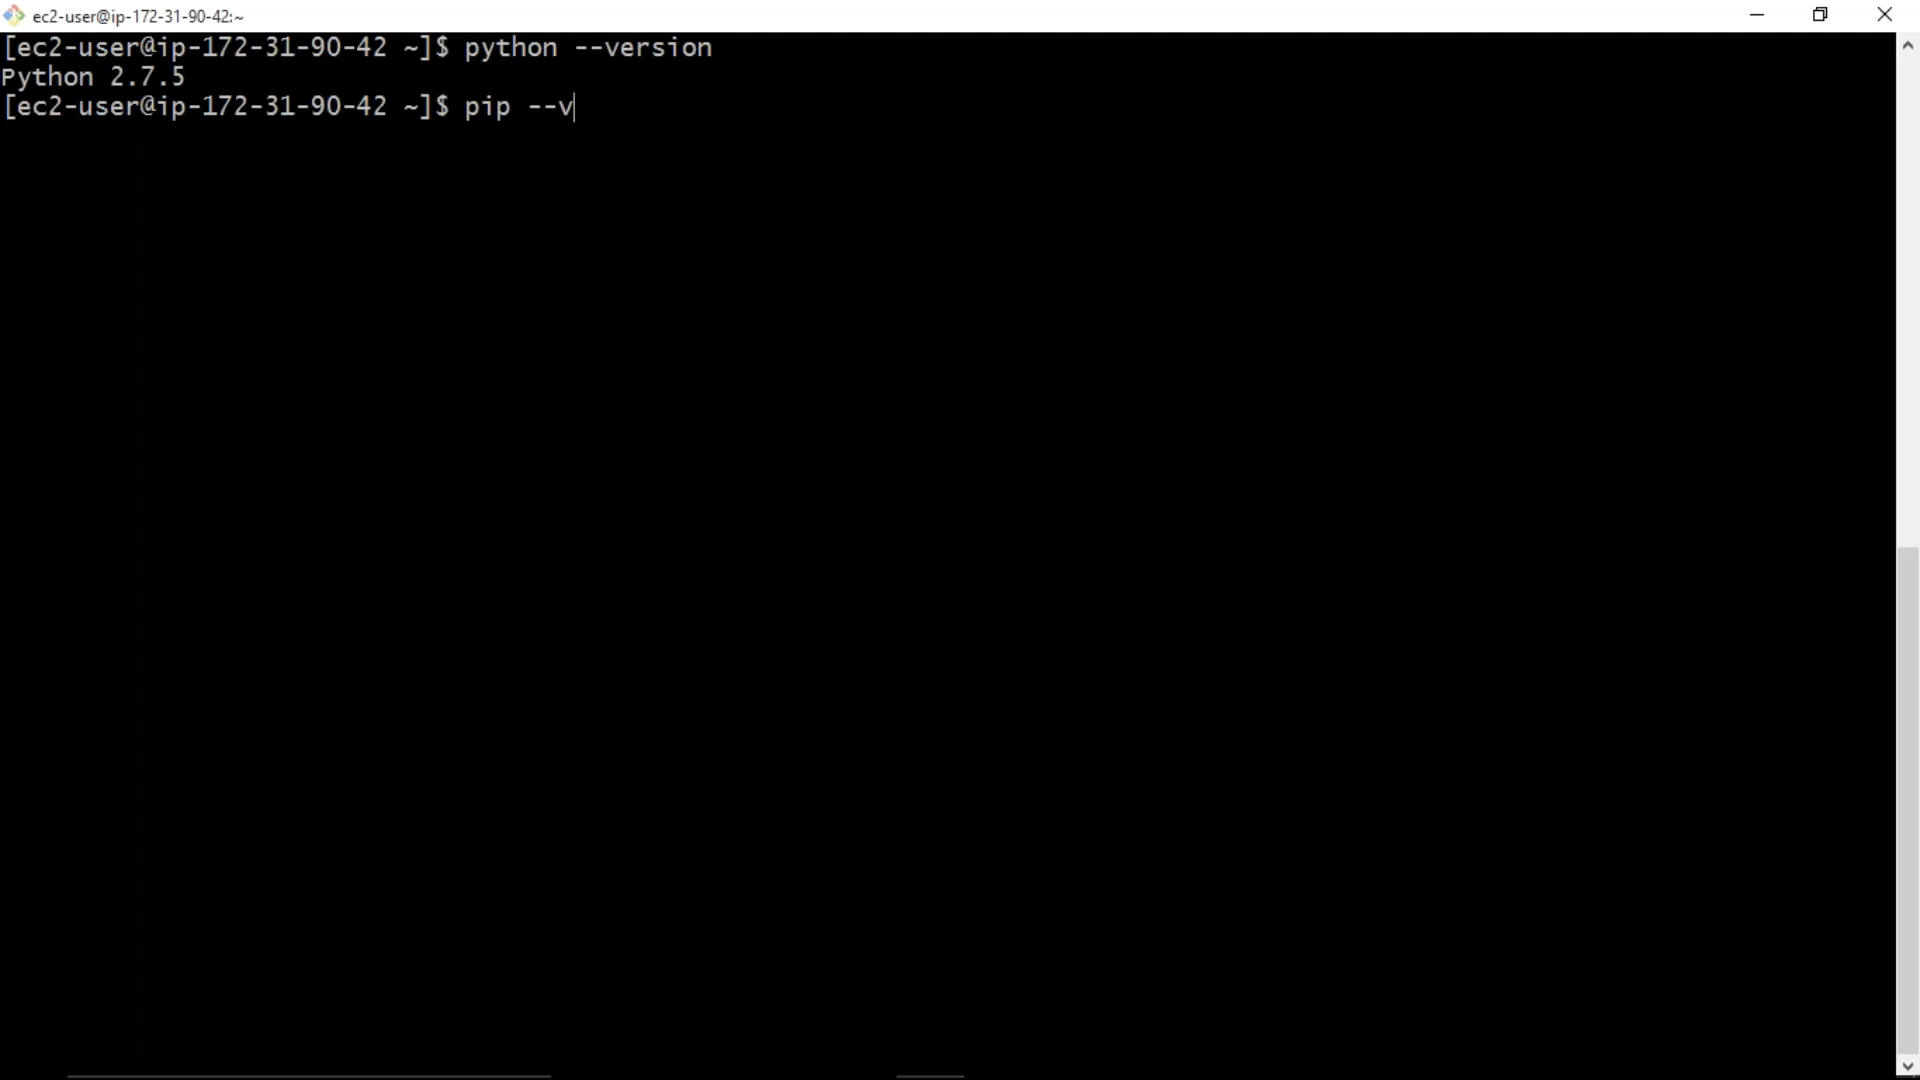 ec2-user@ip-172-31-90-42:~
[ec2-user@ip-172-31-90-42 ~]$ python --version
Python 2.7.5
[ec2-user@ip-172-31-90-42 ~]$ pip --v